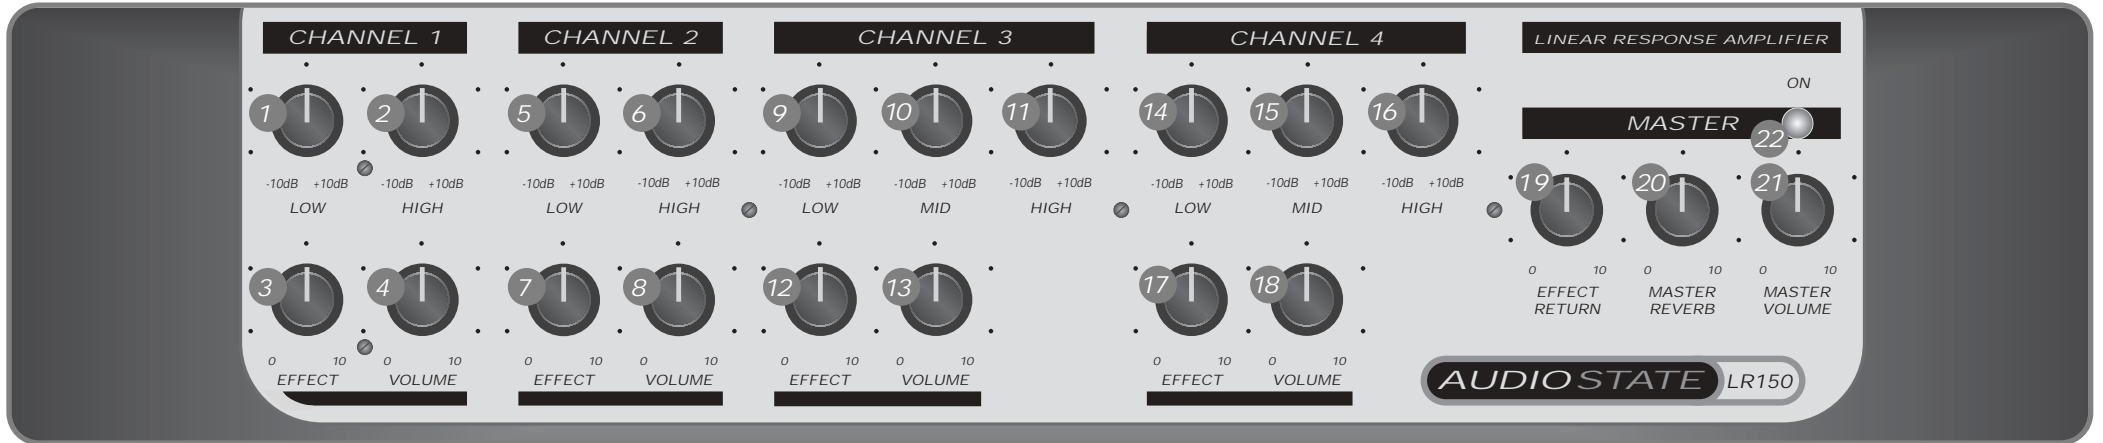 CHANNEL 1 CHANNEL 2 CHANNEL 3 CHANNEL 4 LINEAR RESPONSE AMPLIFIER
ON
MASTER
22
1 2 5 6 9 10 11 14 15 16
-10dB +10dB -10dB +10dB -10dB +10dB -10dB +10dB -10dB +10dB -10dB +10dB -10dB +10dB -10dB +10dB -10dB +10dB -10dB +10dB
LOW HIGH LOW HIGH LOW MID HIGH LOW MID HIGH
19 20 21
0 10 0 10 0 10
EFFECT MASTER MASTER
RETURN REVERB VOLUME
3 4 7 8 12 13 17 18
0 10 0 10 0 10 0 10 0 10 0 10 0 10 0 10
EFFECT VOLUME EFFECT VOLUME EFFECT VOLUME EFFECT VOLUME
AUDIOSTATE LR150